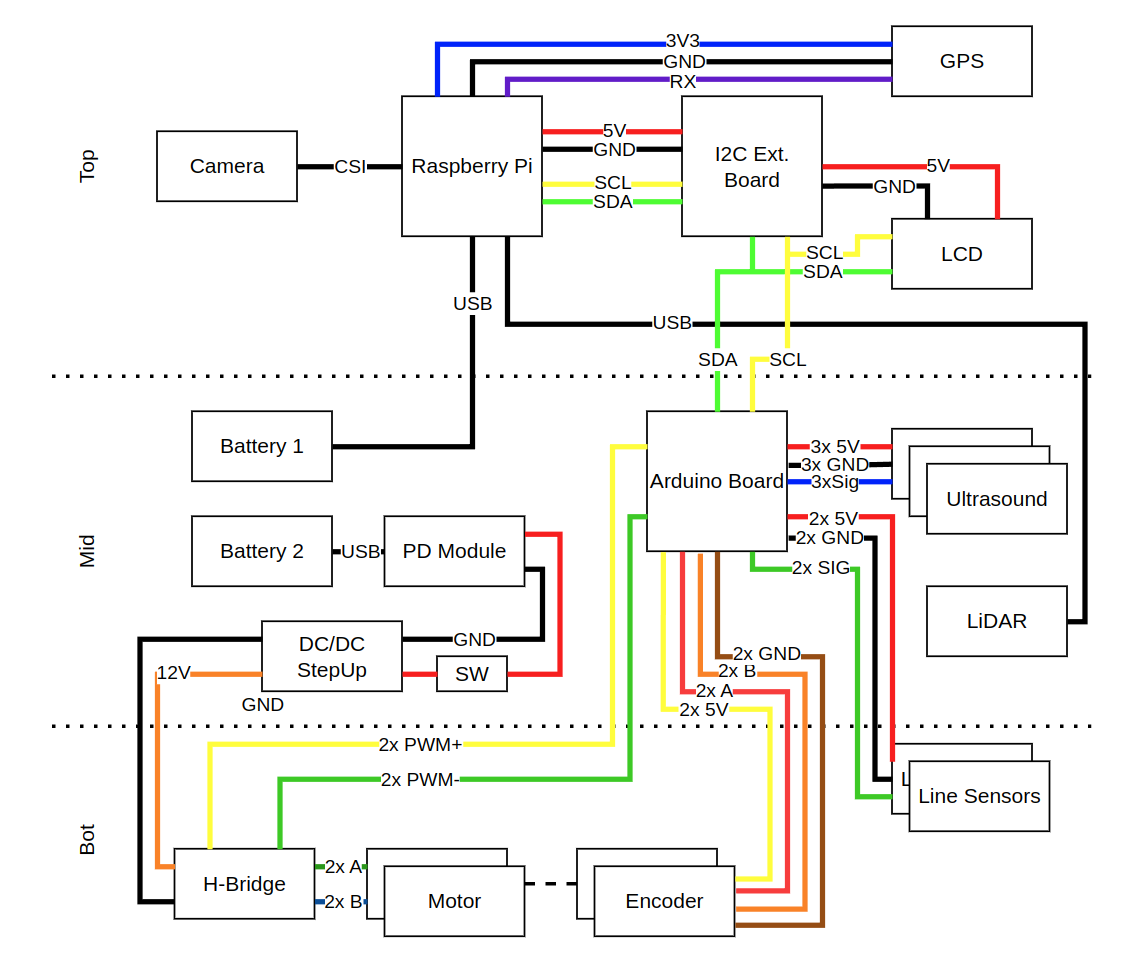 3V3
GND
RX
GPS
Top
Camera
CSI
Raspberry Pi
5V
GND
SCL
SDA
I2C Ext.
Board
5V
GND
LCD
SCL
SDA
USB
USB
SDA
SCL
Mid
Battery 1
Arduino Board
3x 5V
3x GND
3xSig
Ultrasound
2x 5V
2x GND
2x SIG
Battery 2
USB
PD Module
LiDAR
DC/DC
StepUp
GND
SW
12V
GND
2x GND
2x B
2x A
2x 5V
2x PWM+
2x PWM-
Bot
L
Line Sensors
H-Bridge
2x A
2x B
Motor
Encoder